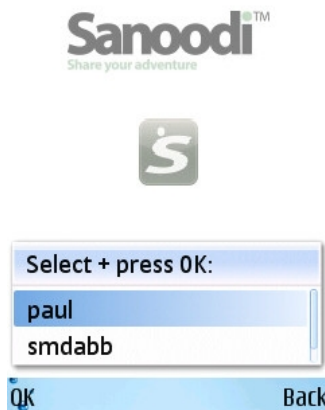 Sanoodi™
Share your adventure
S
Select + press OK:
paul
smdabb
OK Back